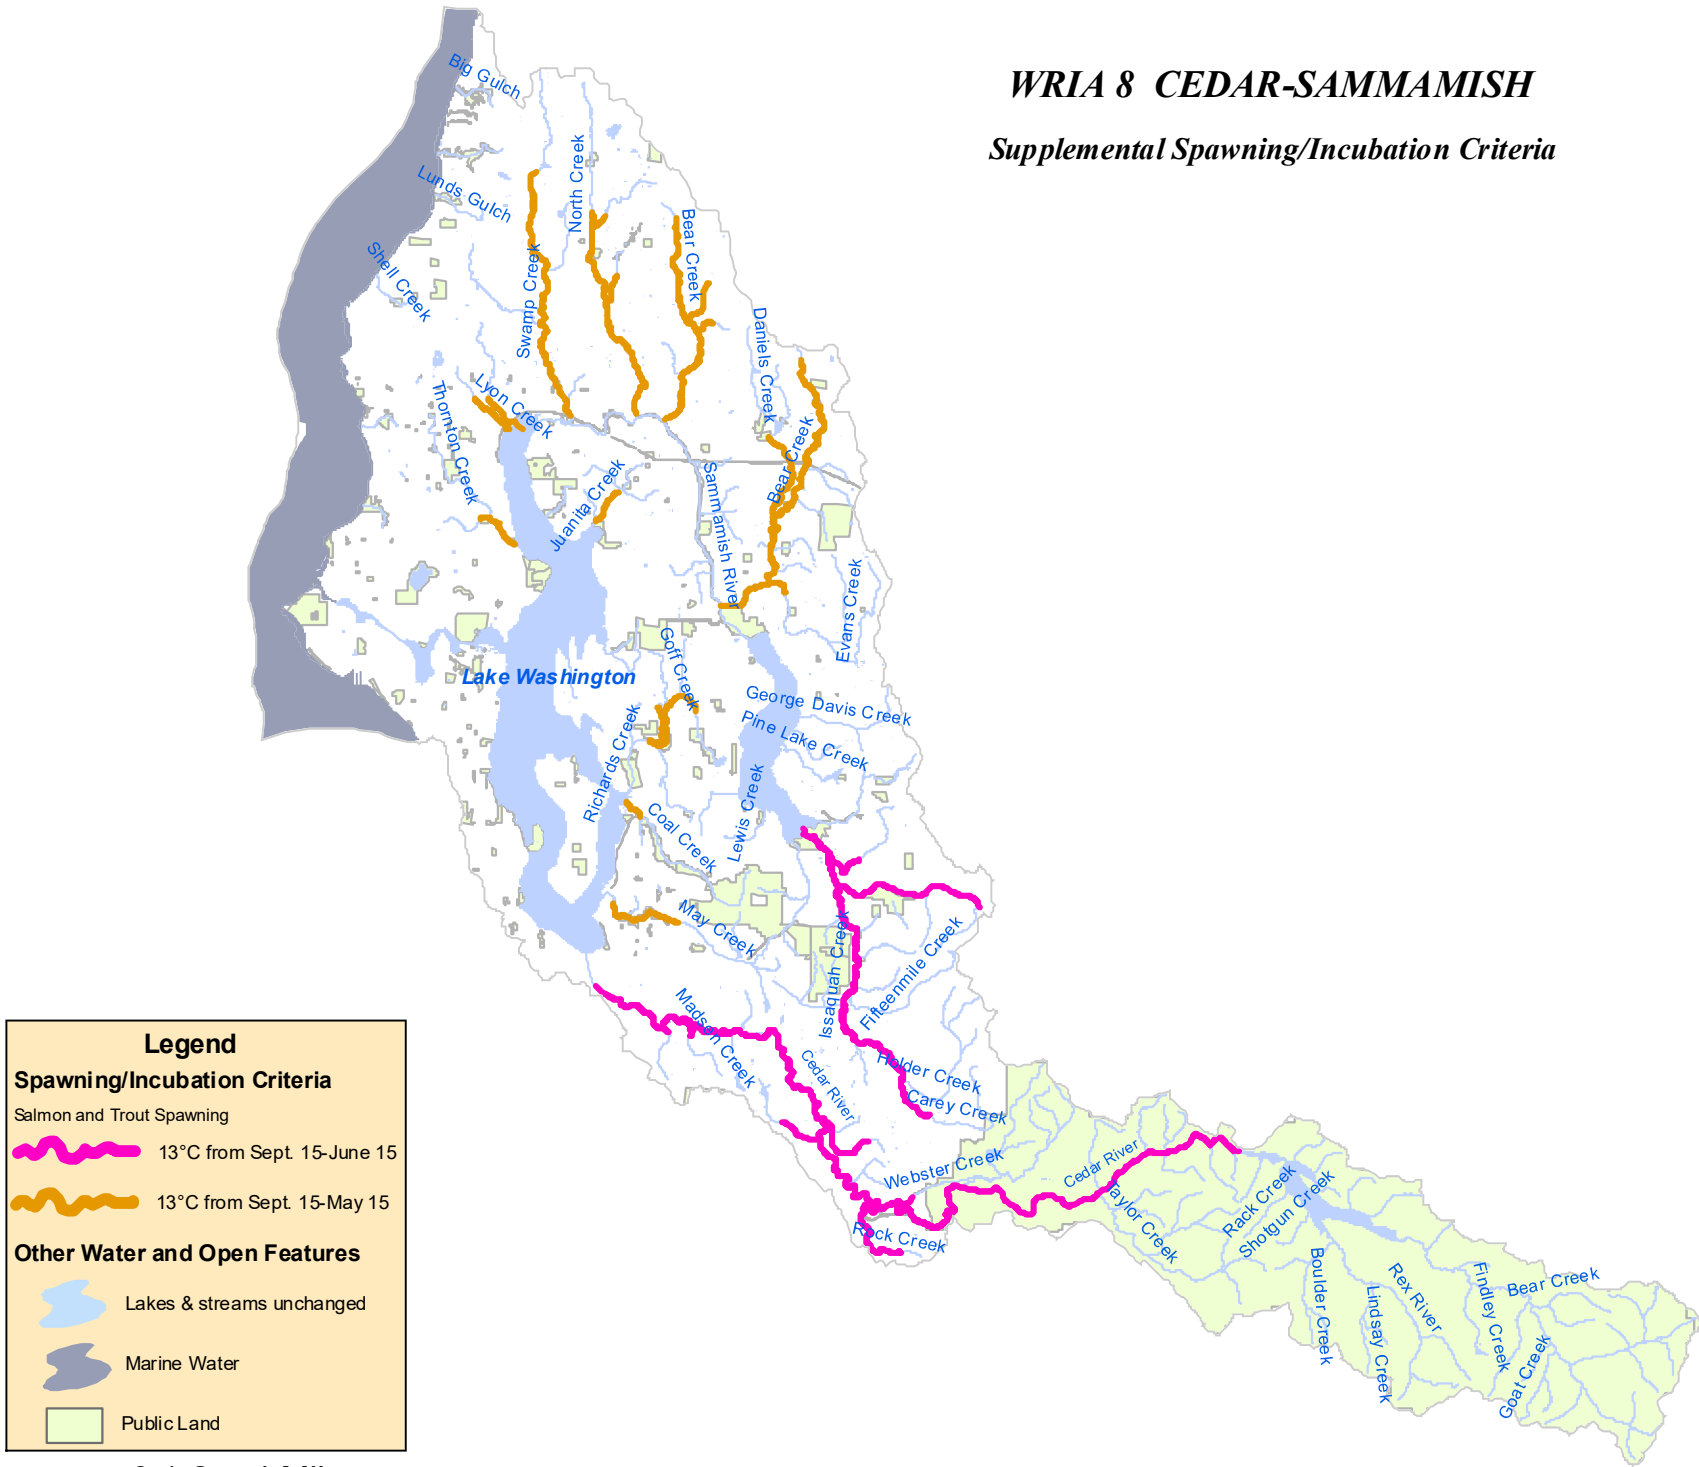 WRIA 8 CEDAR-SAMMAMISH
Supplemental Spawning/Incubation Criteria
Big Gulch
Lunds Gulch
Shell Creek
North Creek
Swamp Creek
Bear Creek
Daniels Creek
Lyon Creek
Thornton Creek
Juanita Creek
Sammamish River
Bear Creek
Evans Creek
Goff Creek
Lake Washington
George Davis Creek
Pine Lake Creek
Richards Creek
Lewis Creek
Coal Creek
May Creek
Issaquah Creek
Fifteenmile Creek
Madsen Creek
Cedar River
Holder Creek
Carey Creek
Webster Creek
Cedar River
Rock Creek
Taylor Creek
Rack Creek
Shotgun Creek
Boulder Creek
Lindsay Creek
Rex River
Findley Creek
Bear Creek
Goat Creek
Legend
Spawning/Incubation Criteria
Salmon and Trout Spawning
13°C from Sept. 15-June 15
13°C from Sept. 15-May 15
Other Water and Open Features
Lakes & streams unchanged
Marine Water
Public Land